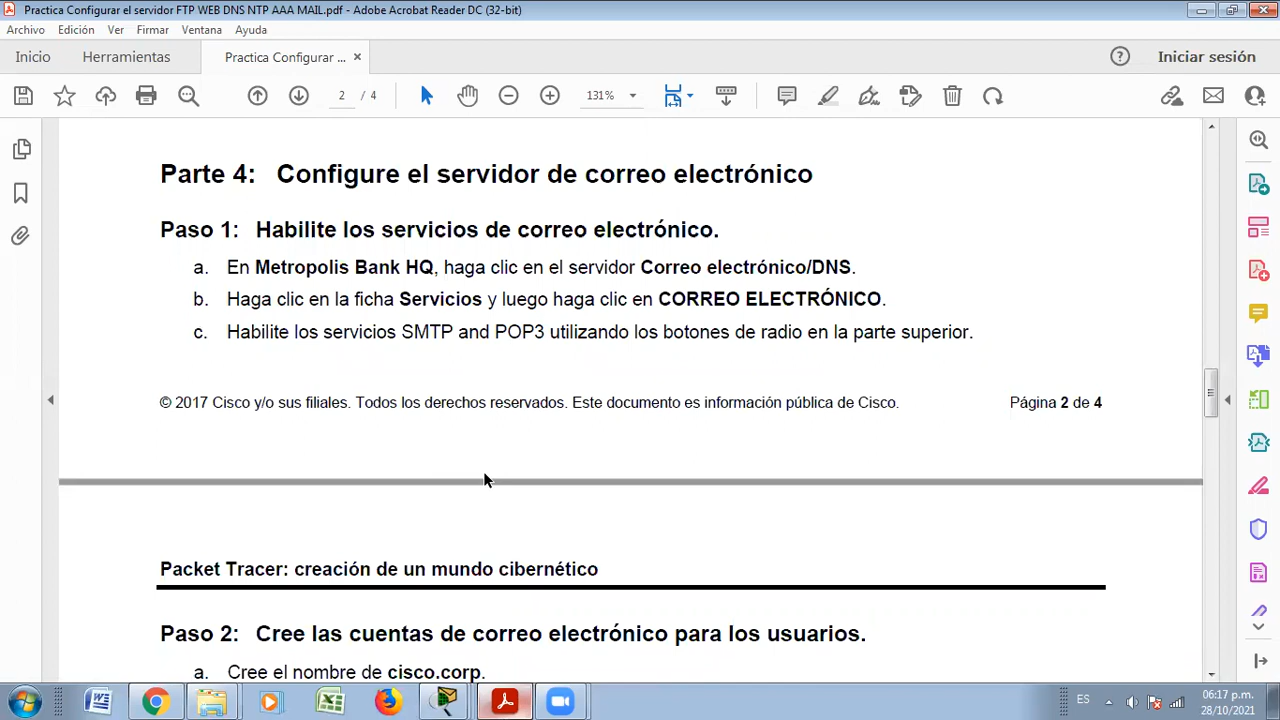 Practica Configurar el servidor FTP WEB DNS NTP AAA MAIL.pdf - Adobe Acrobat Reader DC (32-bit)
Archivo Edición Ver Firmar Ventana Ayuda
Inicio Herramientas Practica Configurar ... × Iniciar sesión
2 / 4 131%
Parte 4: Configure el servidor de correo electrónico
Paso 1: Habilite los servicios de correo electrónico.
a. En Metropolis Bank HQ, haga clic en el servidor Correo electrónico/DNS.
b. Haga clic en la ficha Servicios y luego haga clic en CORREO ELECTRÓNICO.
c. Habilite los servicios SMTP and POP3 utilizando los botones de radio en la parte superior.
© 2017 Cisco y/o sus filiales. Todos los derechos reservados. Este documento es información pública de Cisco. Página 2 de 4
Packet Tracer: creación de un mundo cibernético
Paso 2: Cree las cuentas de correo electrónico para los usuarios.
a. Cree el nombre de cisco.corp.
ES 06:17 p.m.
28/10/2021